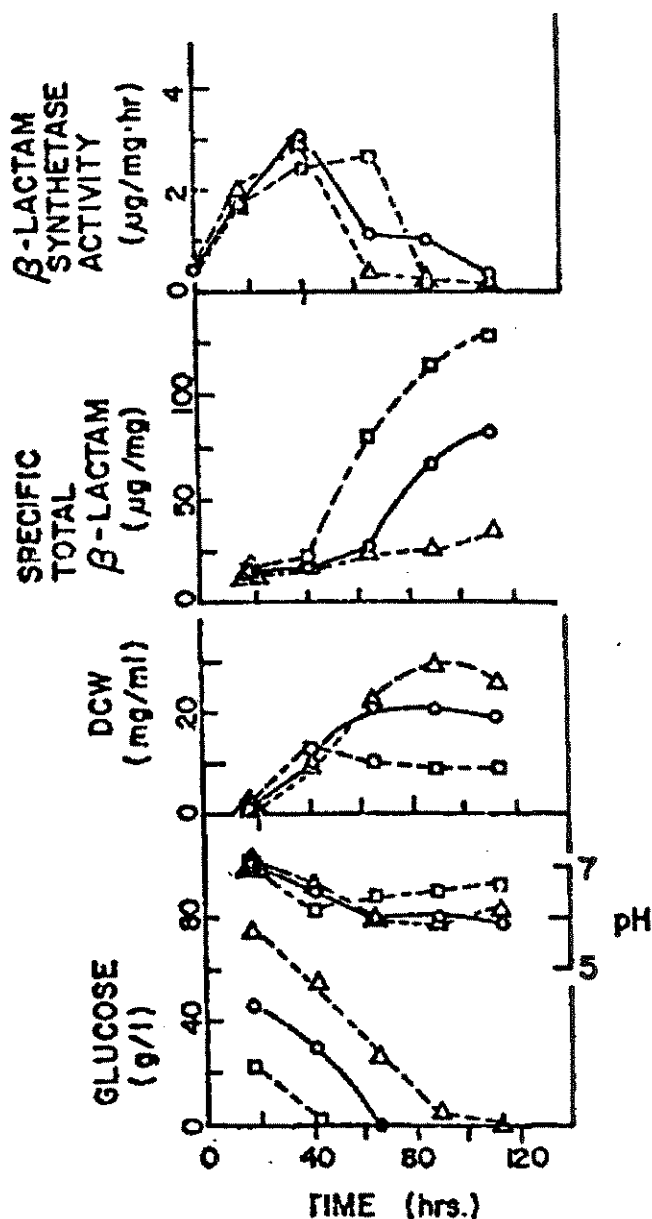 β-LACTAM
SYNTHETASE
ACTIVITY
(µg/mg·hr)
4
2
0
SPECIFIC
TOTAL
β-LACTAM
(µg/mg)
100
50
0
DCW
(mg/ml)
20
0
GLUCOSE
(g/l)
80
40
0
7
5
pH
0 40 80 120
TIME (hrs.)